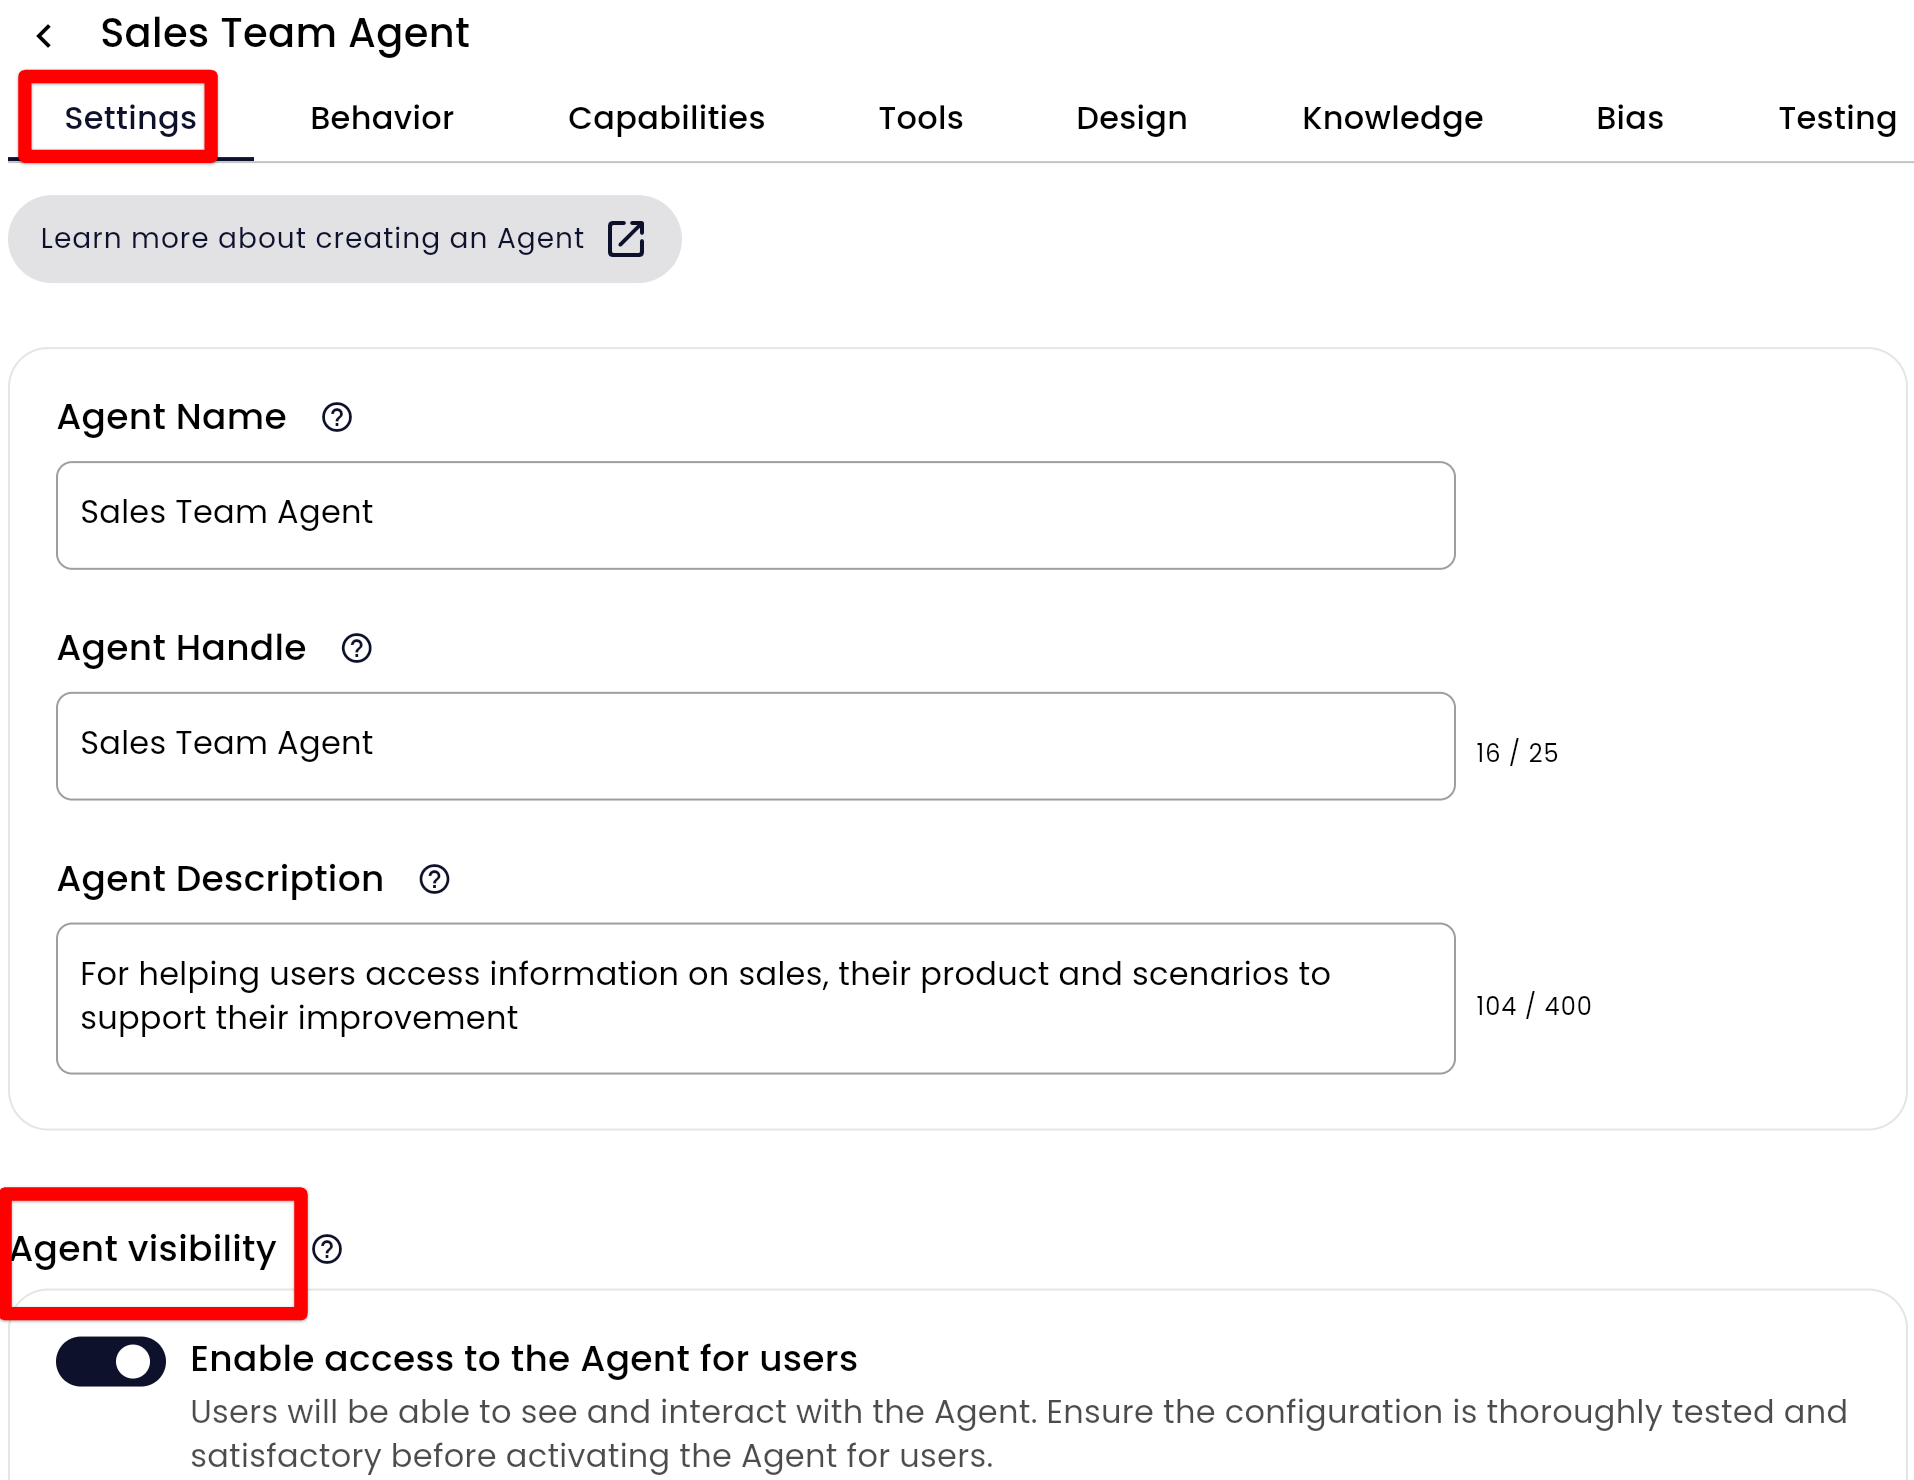 Sales Team Agent
Settings Behavior Capabilities Tools Design Knowledge Bias Testing
Learn more about creating an Agent
Agent Name
Sales Team Agent
Agent Handle
Sales Team Agent
16 / 25
Agent Description
For helping users access information on sales, their product and scenarios to
support their improvement
104 / 400
Agent visibility
Enable access to the Agent for users
Users will be able to see and interact with the Agent. Ensure the configuration is thoroughly tested and
satisfactory before activating the Agent for users.